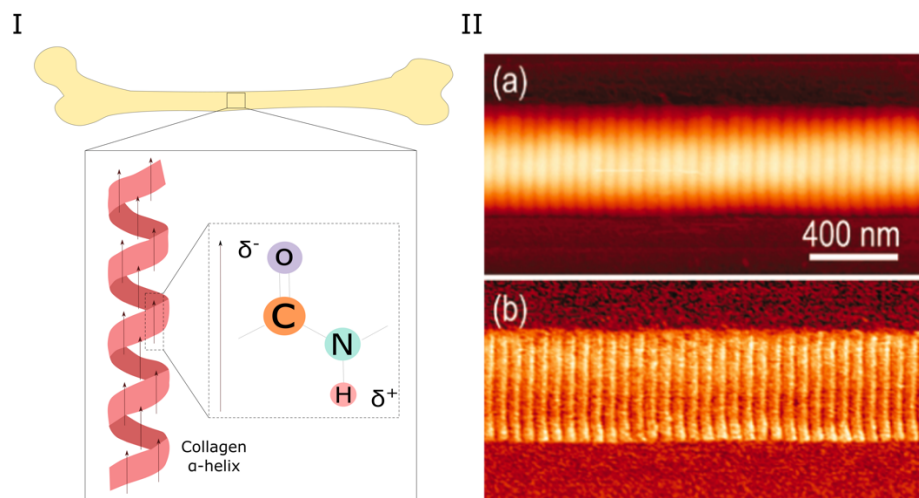 I
II
(a)
400 nm
(b)
δ-
O
C
N
H
δ+
Collagen
α-helix